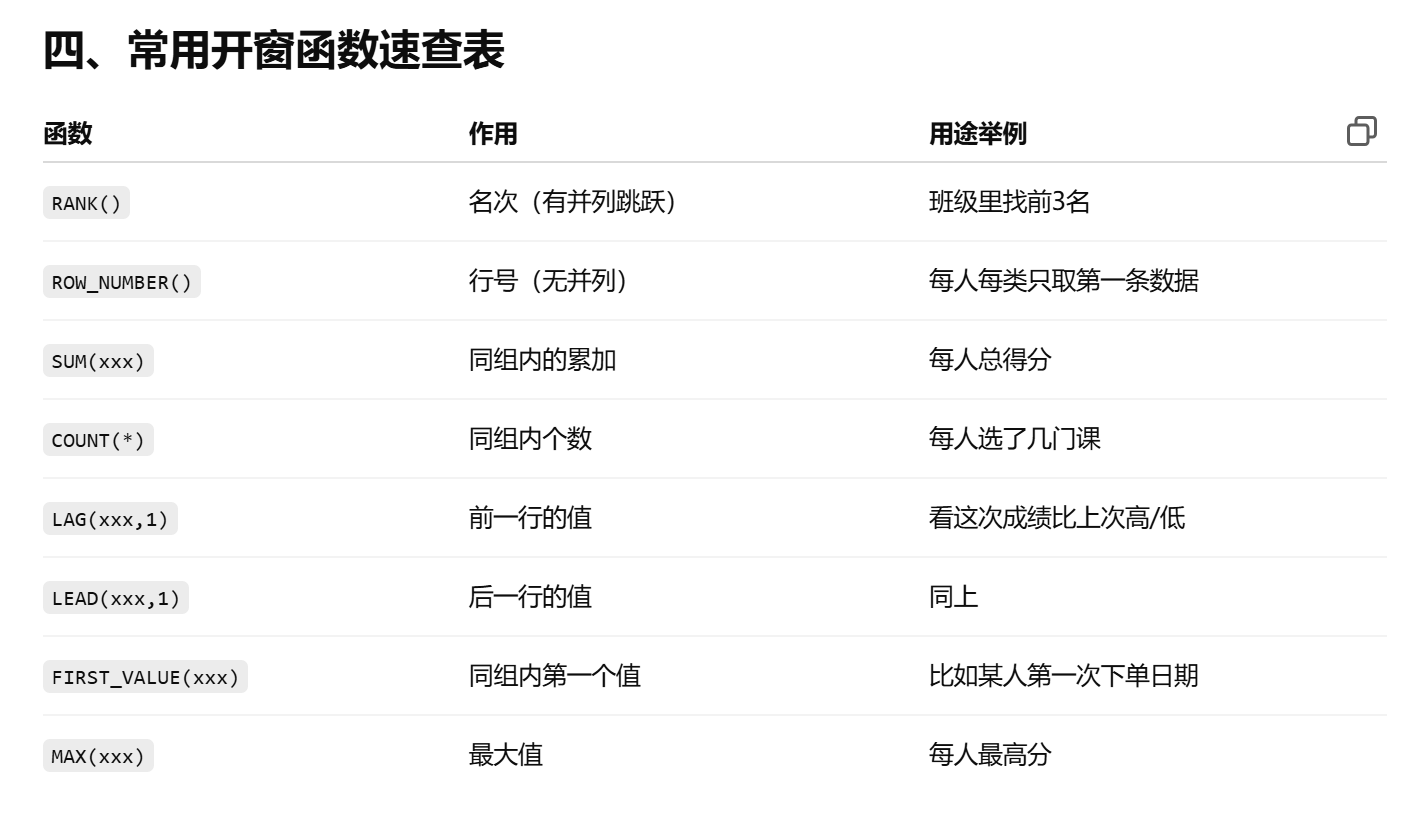 四、常用开窗函数速查表
函数 作用 用途举例
RANK() 名次（有并列跳跃） 班级里找前3名
ROW_NUMBER() 行号（无并列） 每人每类只取第一条数据
SUM(xxx) 同组内的累加 每人总得分
COUNT(*) 同组内个数 每人选了几门课
LAG(xxx,1) 前一行的值 看这次成绩比上次高/低
LEAD(xxx,1) 后一行的值 同上
FIRST_VALUE(xxx) 同组内第一个值 比如某人第一次下单日期
MAX(xxx) 最大值 每人最高分